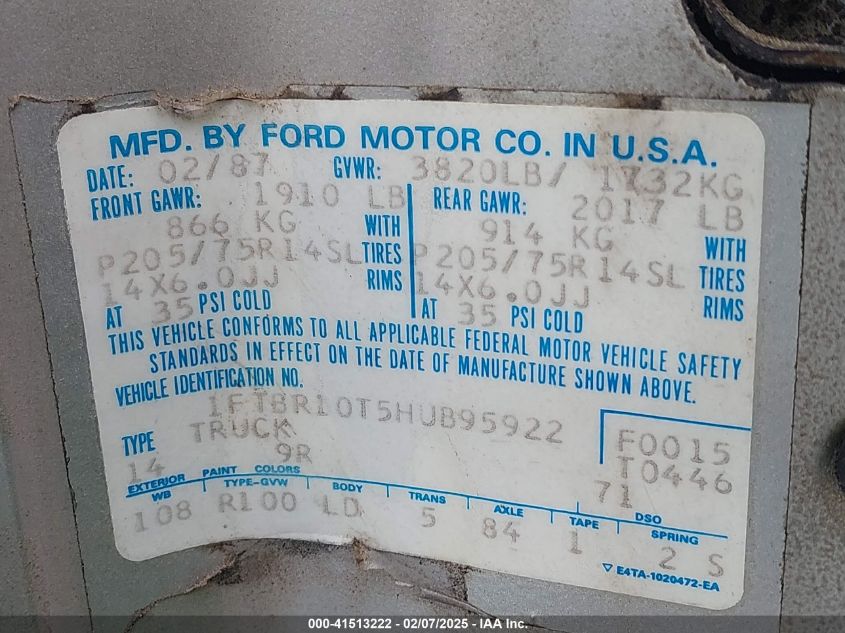 MFD. BY FORD MOTOR CO. IN U.S.A.
DATE: 02/87 GVWR: 3820LB/ 1732KG
FRONT GAWR: 1910 LB REAR GAWR: 2017 LB
866 KG WITH 914 KG WITH
P205/75R14SL TIRES P205/75R14SL TIRES
14X6.0JJ RIMS 14X6.0JJ RIMS
AT 35 PSI COLD AT 35 PSI COLD
THIS VEHICLE CONFORMS TO ALL APPLICABLE FEDERAL MOTOR VEHICLE SAFETY
STANDARDS IN EFFECT ON THE DATE OF MANUFACTURE SHOWN ABOVE.
VEHICLE IDENTIFICATION NO.
1FTBR10T5HUB95922
TYPE TRUCK F0015
14 9R T0446
EXTERIOR PAINT COLORS 71 DSO
WB TYPE-GVW BODY TRANS AXLE TAPE SPRING
108 R100 LD 5 84 1 2 S
▽ E4TA-1020472-EA
000-41513222 - 02/07/2025 - IAA Inc.